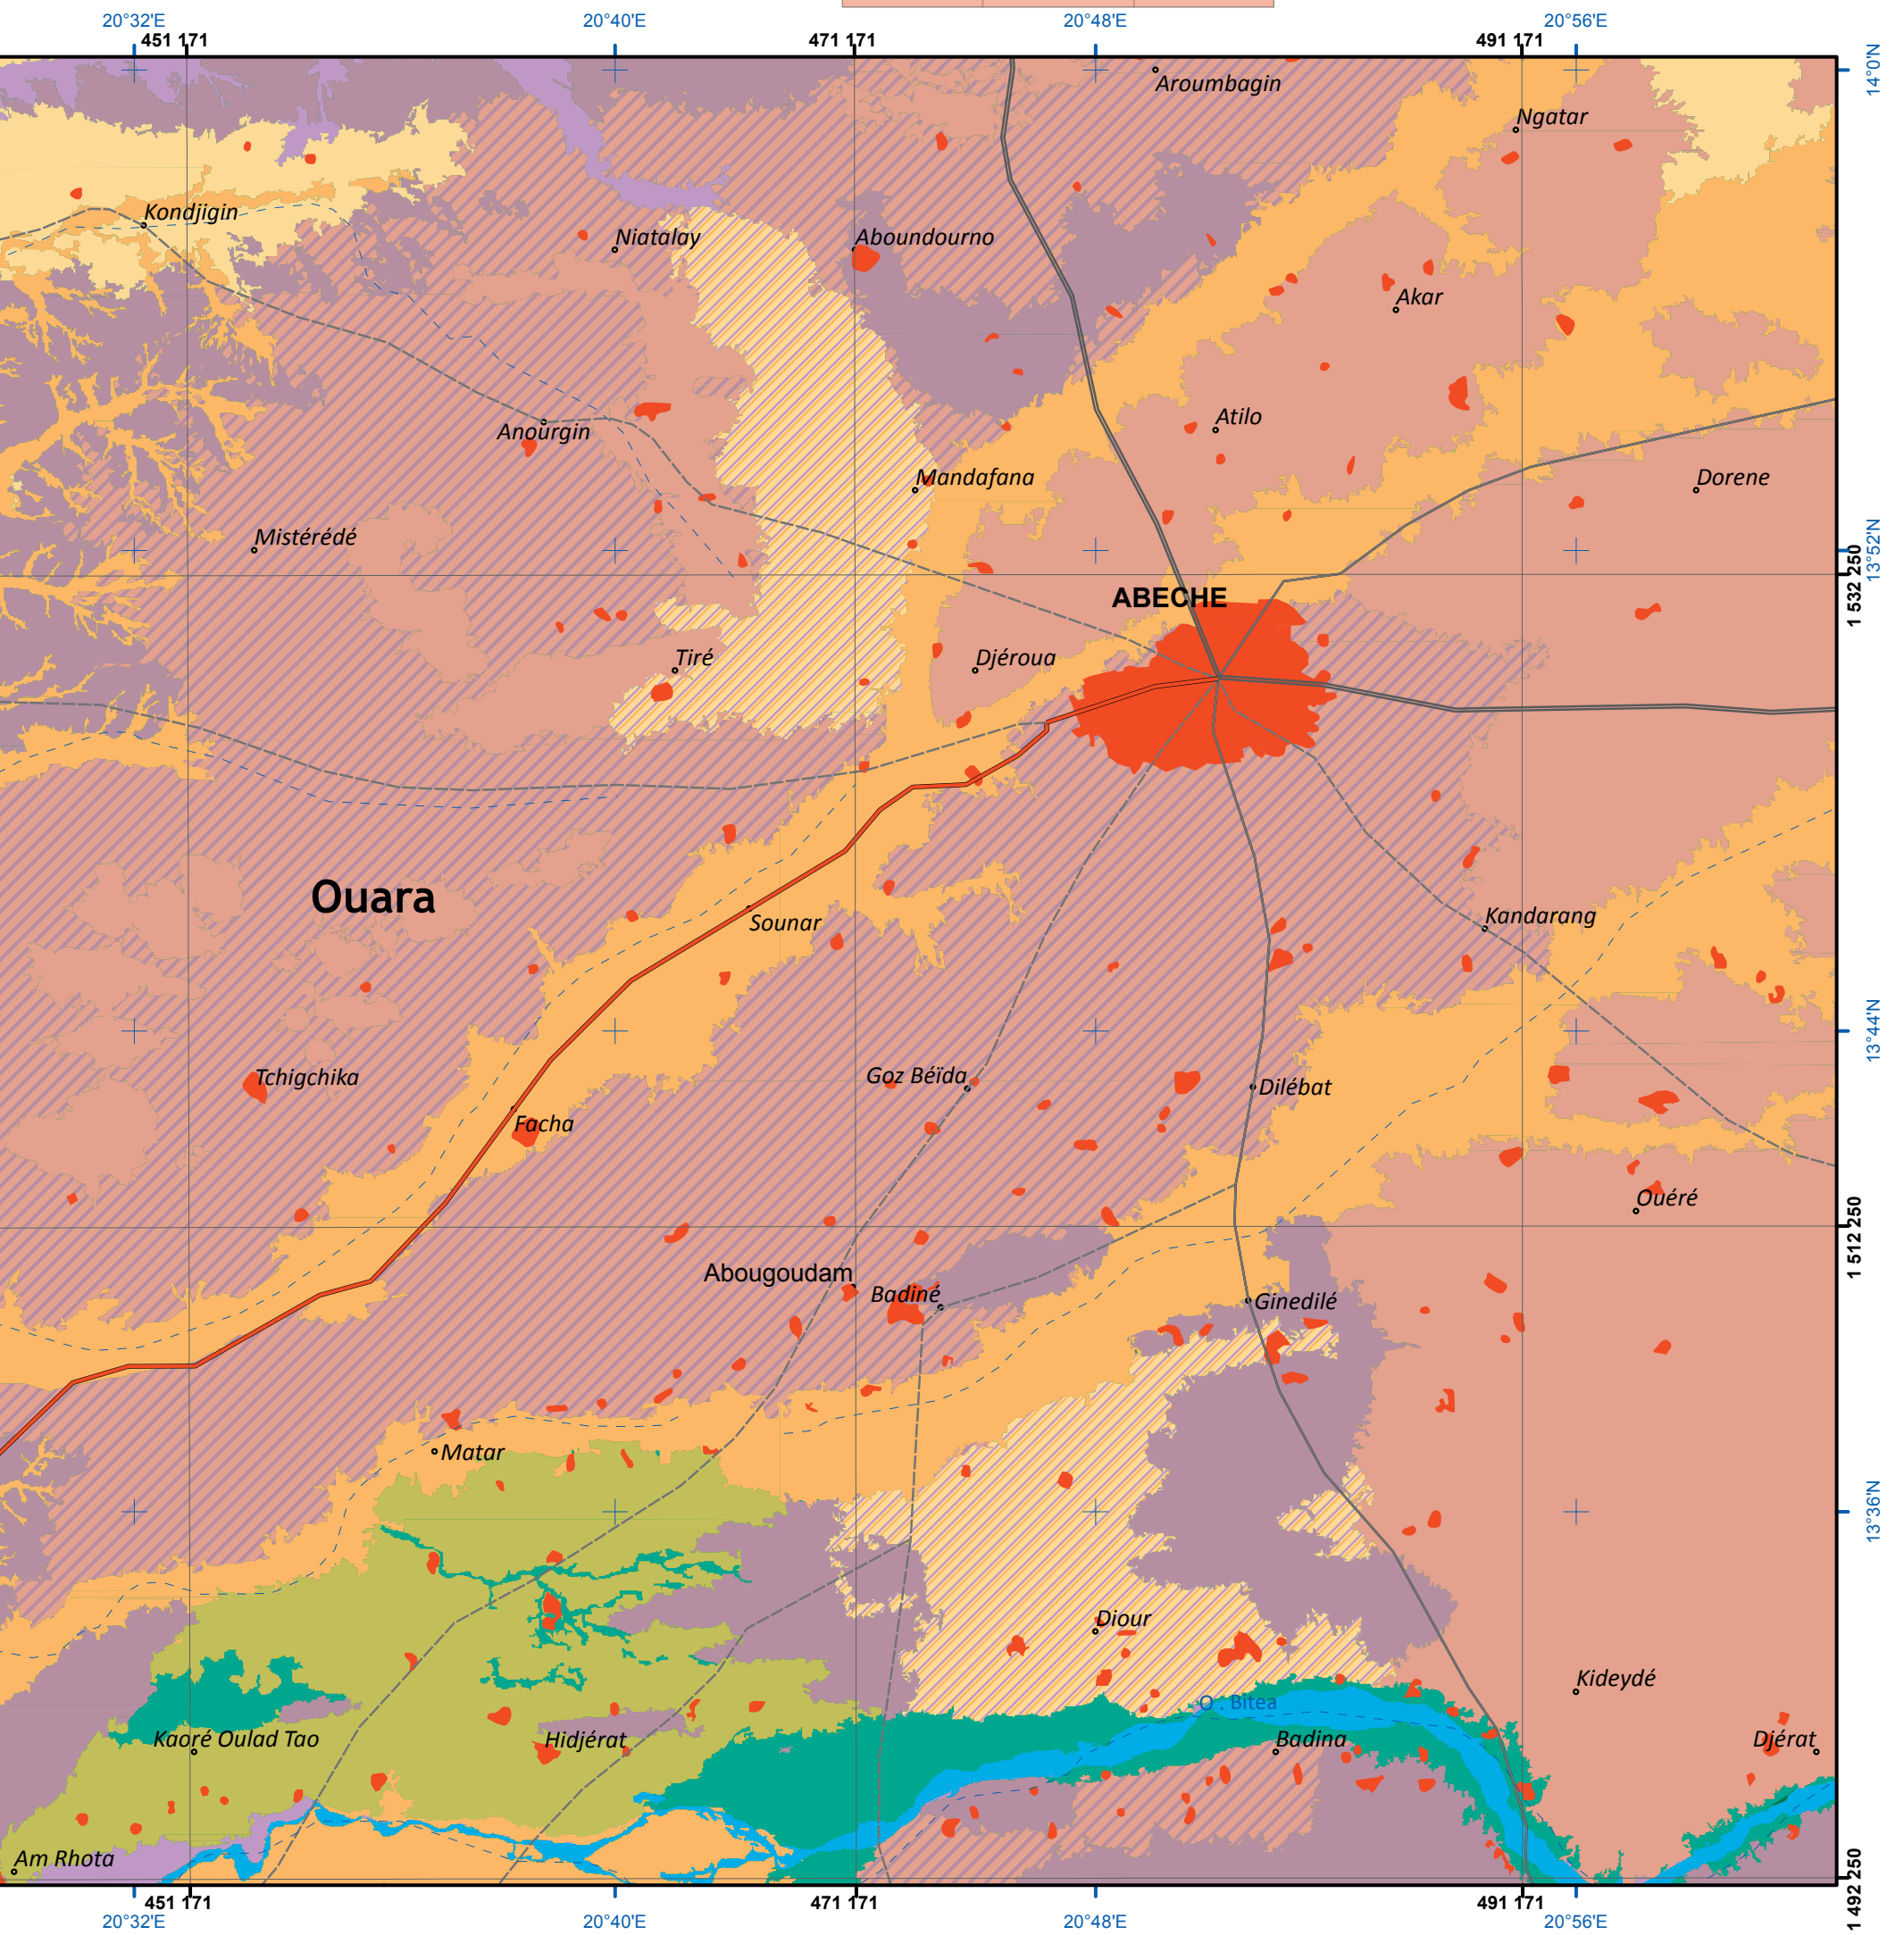 20°32'E 20°40'E 20°48'E 20°56'E
451 171 471 171 491 171
14°0'N
Aroumbagin
Ngatar
Kondjigin
Niatalay
Aboundourno
Akar
Atilo
Anourgin
Mandafana
Dorene
Mistérédé
13°52'N
1 532 250
ABECHE
Tiré
Djéroua
Ouara
Sounar
Kandarang
13°44'N
Tchigchika
Goz Béïda
Dilébat
Facha
Ouéré
1 512 250
Abougoudam
Badiné
Ginedilé
Matar
13°36'N
Diour
Kideydé
O . Bitea
Kaoré Oulad Tao
Hidjérat
Badina
Djérat
Am Rhota
1 492 250
451 171 471 171 491 171
20°32'E 20°40'E 20°48'E 20°56'E